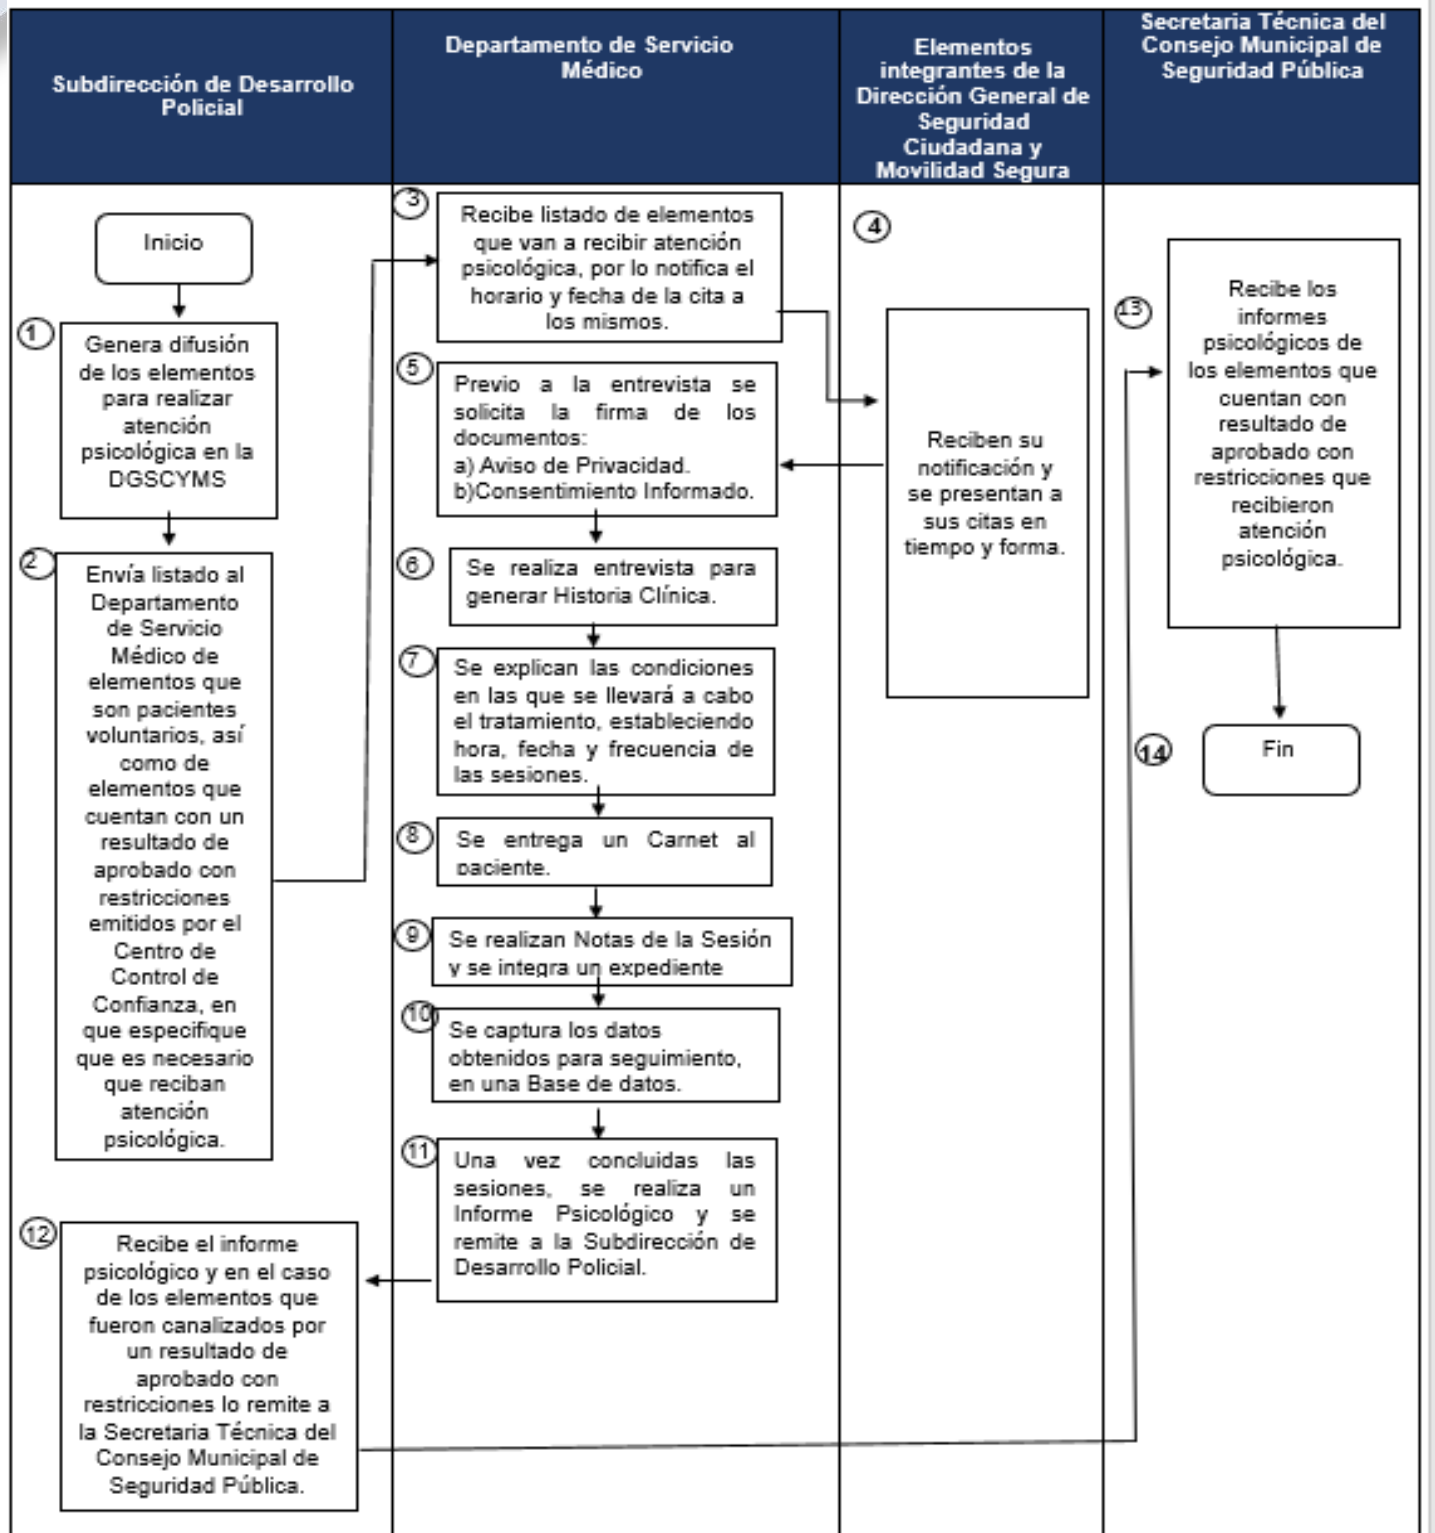 Subdirección de Desarrollo
Policial
Departamento de Servicio
Médico
Elementos
integrantes de la
Dirección General de
Seguridad
Ciudadana y
Movilidad Segura
Secretaria Técnica del
Consejo Municipal de
Seguridad Pública
Inicio
1
Genera difusión
de los elementos
para realizar
atención
psicológica en la
DGSCYMS
2
Envía listado al
Departamento
de Servicio
Médico de
elementos que
son pacientes
voluntarios, así
como de
elementos que
cuentan con un
resultado de
aprobado con
restricciones
emitidos por el
Centro de
Control de
Confianza, en
que especifique
que es necesario
que reciban
atención
psicológica.
3
Recibe listado de elementos
que van a recibir atención
psicológica, por lo notifica el
horario y fecha de la cita a
los mismos.
4
Reciben su
notificación y
se presentan a
sus citas en
tiempo y forma.
5
Previo a la entrevista se
solicita la firma de los
documentos:
a) Aviso de Privacidad.
b)Consentimiento Informado.
6
Se realiza entrevista para
generar Historia Clínica.
7
Se explican las condiciones
en las que se llevará a cabo
el tratamiento, estableciendo
hora, fecha y frecuencia de
las sesiones.
8
Se entrega un Carnet al
paciente.
9
Se realizan Notas de la Sesión
y se integra un expediente
10
Se captura los datos
obtenidos para seguimiento,
en una Base de datos.
11
Una vez concluidas las
sesiones, se realiza un
Informe Psicológico y se
remite a la Subdirección de
Desarrollo Policial.
12
Recibe el informe
psicológico y en el caso
de los elementos que
fueron canalizados por
un resultado de
aprobado con
restricciones lo remite a
la Secretaria Técnica del
Consejo Municipal de
Seguridad Pública.
13
Recibe los
informes
psicológicos de
los elementos que
cuentan con
resultado de
aprobado con
restricciones que
recibieron
atención
psicológica.
14
Fin